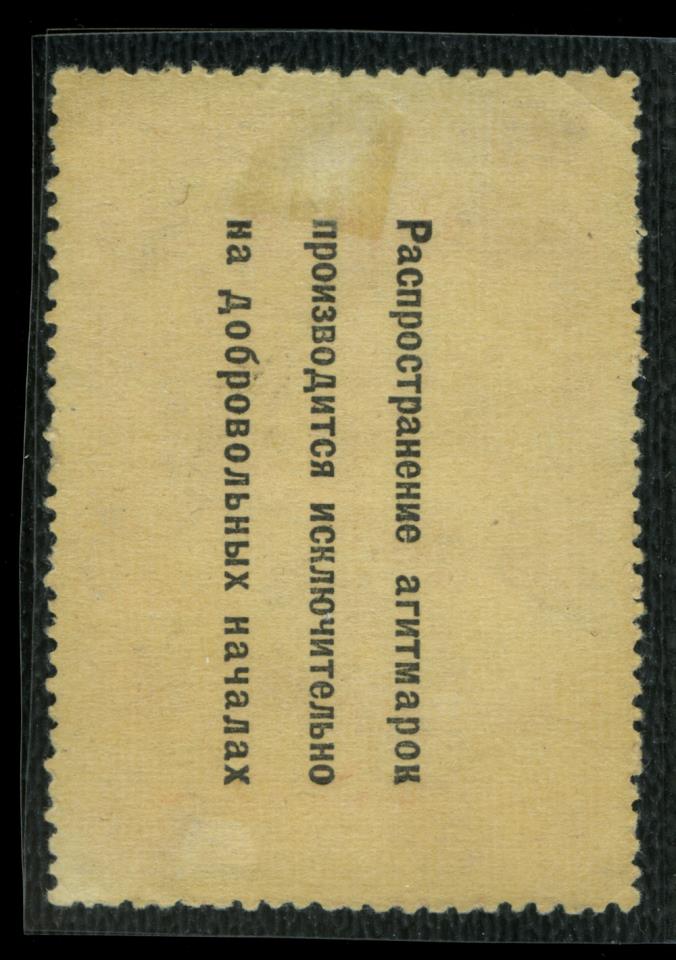 Распространение агитмарок
производится исключительно
на добровольных началах